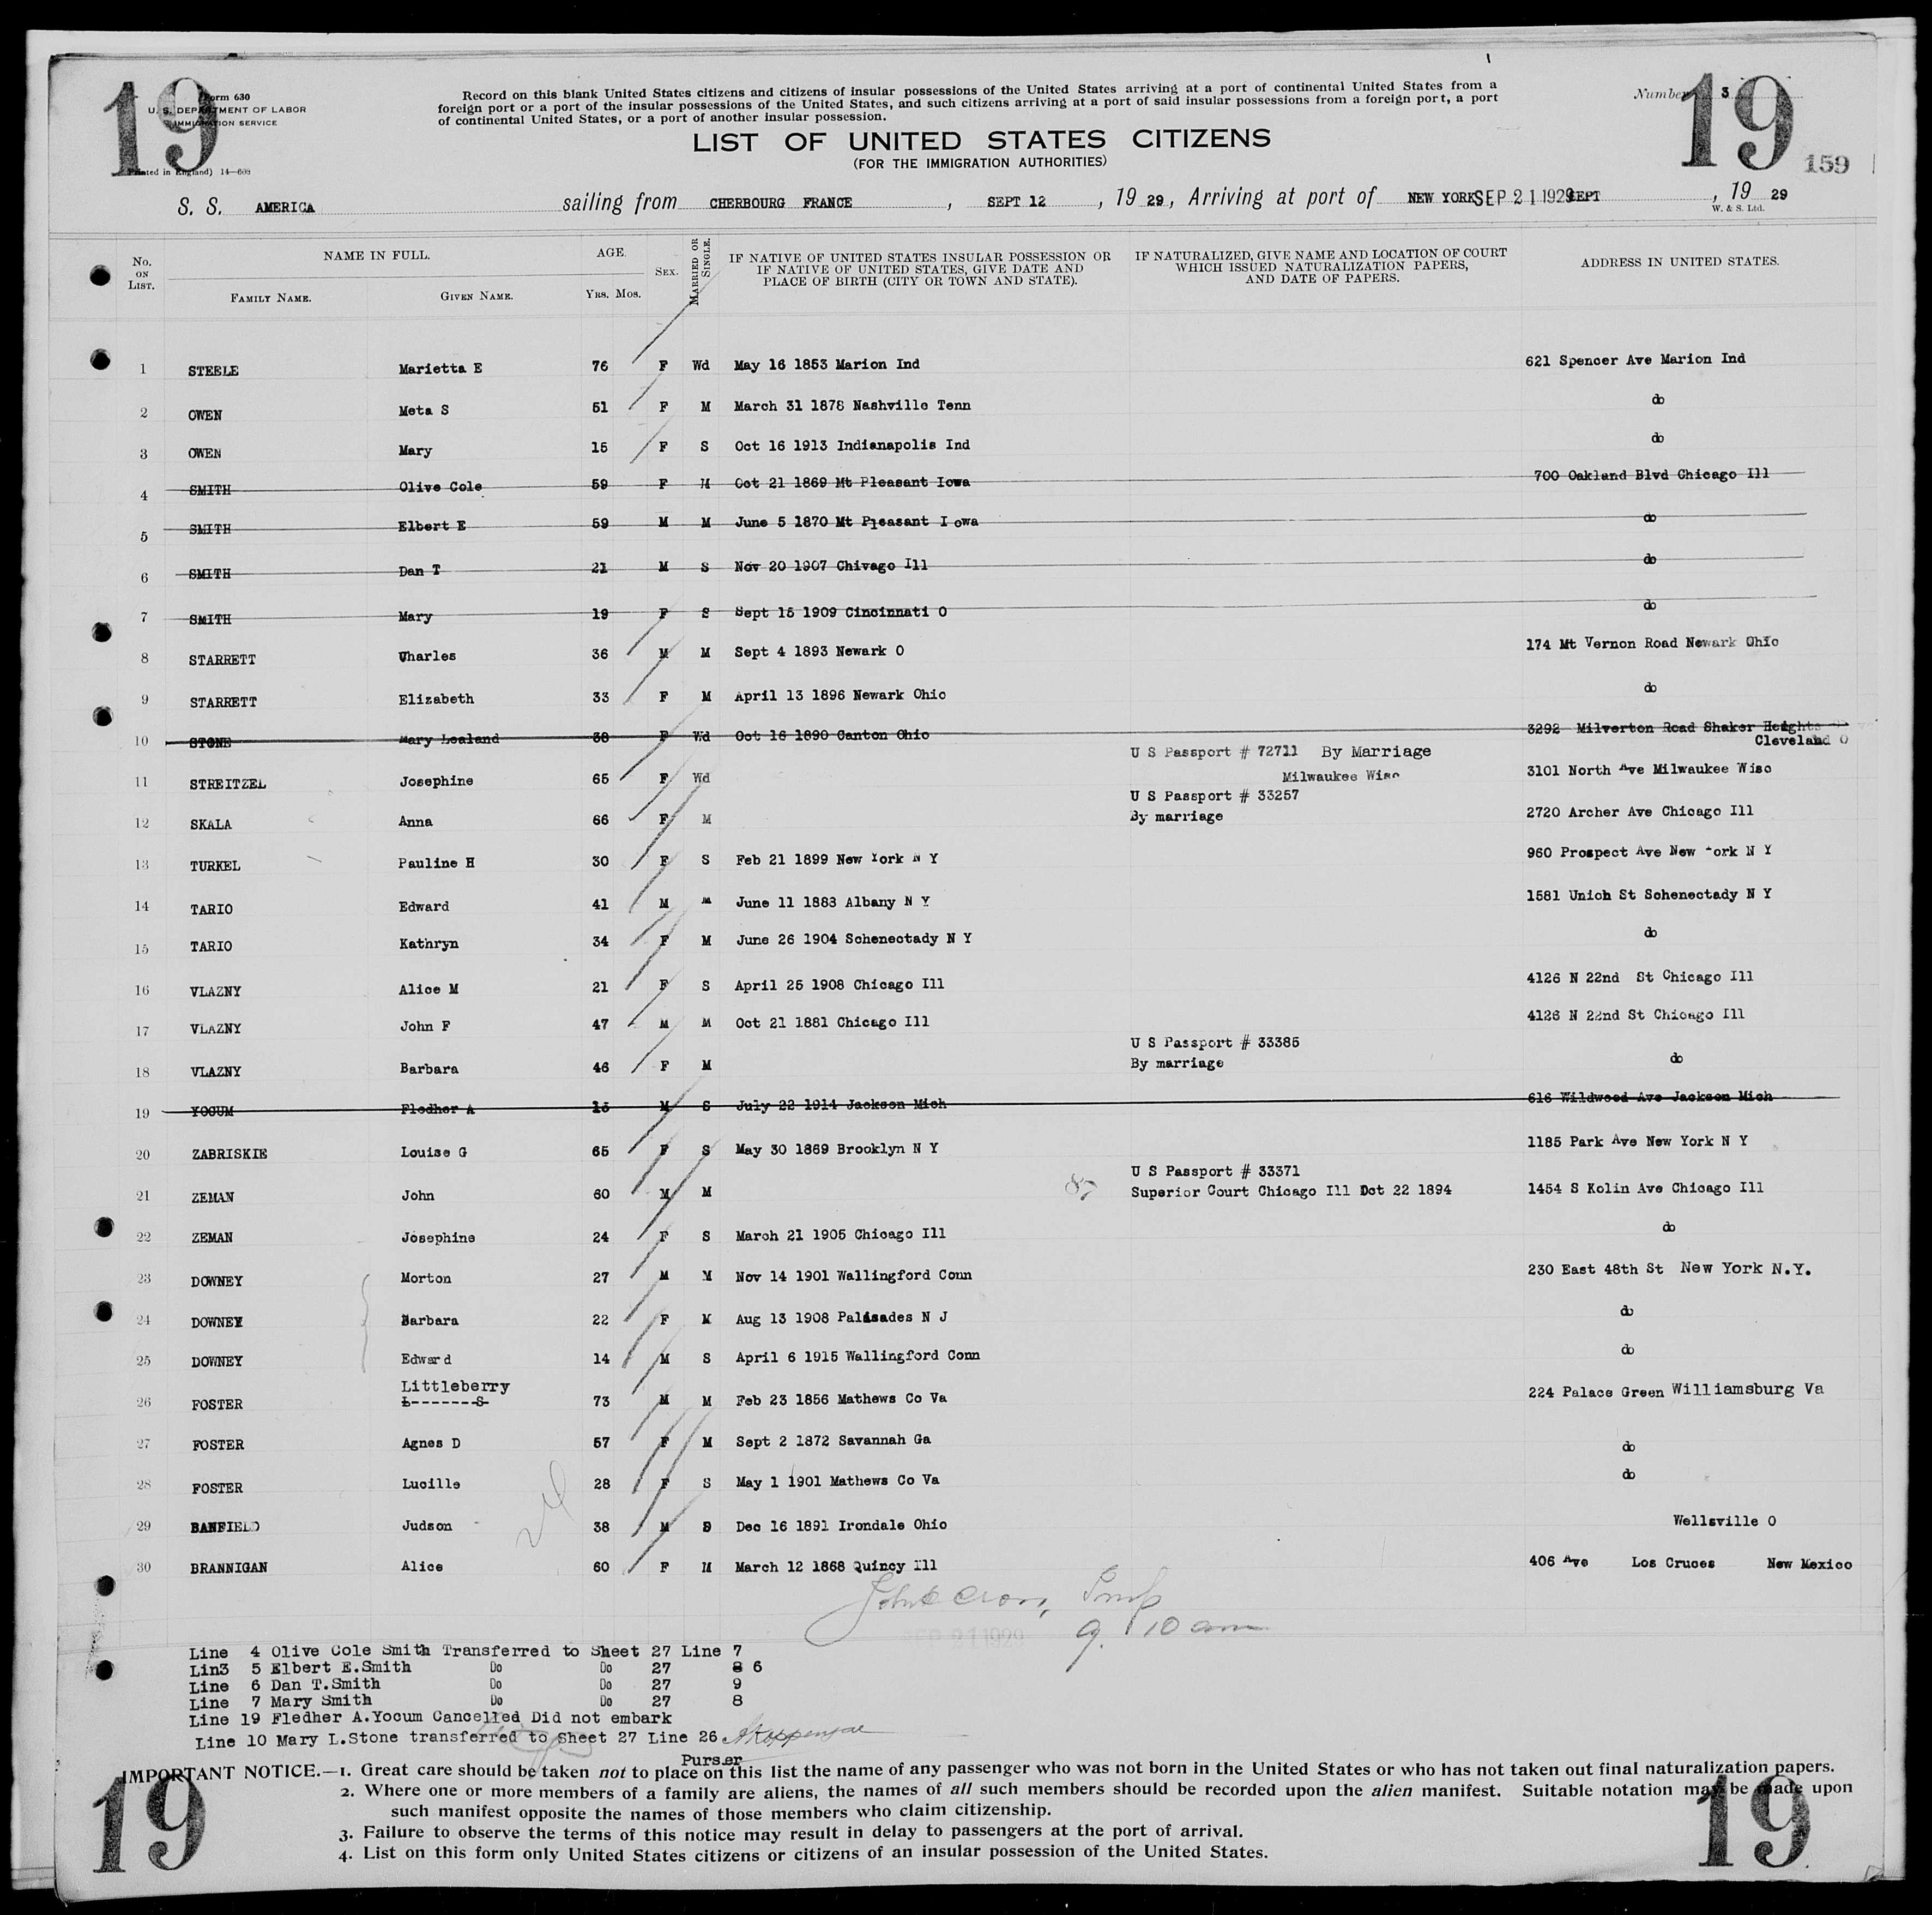 19
Form 630
U. S. DEPARTMENT OF LABOR
IMMIGRATION SERVICE
(Printed in England) 14—608
Record on this blank United States citizens and citizens of insular possessions of the United States arriving at a port of continental United States from a
foreign port or a port of the insular possessions of the United States, and such citizens arriving at a port of said insular possessions from a foreign port, a port
of continental United States, or a port of another insular possession.
Number 3
19
159
LIST OF UNITED STATES CITIZENS
(FOR THE IMMIGRATION AUTHORITIES)
S. S. AMERICA sailing from CHERBOURG FRANCE, SEPT 12, 19 29, Arriving at port of NEW YORK SEP 21 1929 SEPT, 19 29
W. & S. Ltd.
No. ON LIST. NAME IN FULL. FAMILY NAME. GIVEN NAME. AGE. YRS. MOS. SEX. MARRIED OR SINGLE. IF NATIVE OF UNITED STATES INSULAR POSSESSION OR IF NATIVE OF UNITED STATES, GIVE DATE AND PLACE OF BIRTH (CITY OR TOWN AND STATE). IF NATURALIZED, GIVE NAME AND LOCATION OF COURT WHICH ISSUED NATURALIZATION PAPERS, AND DATE OF PAPERS. ADDRESS IN UNITED STATES.
1 STEELE Marietta E 76 F Wd May 16 1853 Marion Ind 621 Spencer Ave Marion Ind
2 OWEN Meta S 51 F M March 31 1878 Nashville Tenn do
3 OWEN Mary 15 F S Oct 16 1913 Indianapolis Ind do
4 SMITH Olive Cole 59 F M Oct 21 1869 Mt Pleasant Iowa 700 Oakland Blvd Chicago Ill
5 SMITH Elbert E 59 M M June 5 1870 Mt Pleasant I owa do
6 SMITH Dan T 21 M S Nov 20 1907 Chivago Ill do
7 SMITH Mary 19 F S Sept 15 1909 Cincinnati O do
8 STARRETT Charles 36 M M Sept 4 1893 Newark O 174 Mt Vernon Road Newark Ohio
9 STARRETT Elizabeth 33 F M April 13 1896 Newark Ohio do
10 STONE Mary Lealand 38 F Wd Oct 16 1890 Canton Ohio 3292 Milverton Road Shaker Heights
Cleveland O
U S Passport # 72711 By Marriage
11 STREITZEL Josephine 65 F Wd Milwaukee Wisc 3101 North Ave Milwaukee Wisc
U S Passport # 33257
12 SKALA Anna 66 F M By marriage 2720 Archer Ave Chicago Ill
13 TURKEL Pauline H 30 F S Feb 21 1899 New York N Y 960 Prospect Ave New York N Y
14 TARIO Edward 41 M M June 11 1883 Albany N Y 1581 Union St Schenectady N Y
15 TARIO Kathryn 34 F M June 26 1904 Schenectady N Y do
16 VLAZNY Alice M 21 F S April 25 1908 Chicago Ill 4126 N 22nd St Chicago Ill
17 VLAZNY John F 47 M M Oct 21 1881 Chicago Ill 4126 N 22nd St Chicago Ill
U S Passport # 33385
18 VLAZNY Barbara 46 F M By marriage do
19 YOCUM Fledher A 15 M S July 22 1914 Jackson Mich 616 Wildwood Ave Jackson Mich
20 ZABRISKIE Louise G 65 F S May 30 1869 Brooklyn N Y 1185 Park Ave New York N Y
U S Passport # 33371
21 ZEMAN John 60 M M 87 Superior Court Chicago Ill Oct 22 1894 1454 S Kolin Ave Chicago Ill
22 ZEMAN Josephine 24 F S March 21 1905 Chicago Ill do
23 DOWNEY Morton 27 M M Nov 14 1901 Wallingford Conn 230 East 48th St New York N.Y.
24 DOWNEY Barbara 22 F M Aug 13 1908 Palisades N J do
25 DOWNEY Edward 14 M S April 6 1915 Wallingford Conn do
Littleberry
26 FOSTER L-------S- 73 M M Feb 23 1856 Mathews Co Va 224 Palace Green Williamsburg Va
27 FOSTER Agnes D 57 F M Sept 2 1872 Savannah Ga do
28 FOSTER Lucille 28 F S May 1 1901 Mathews Co Va do
29 BANFIELD Judson 38 M D Dec 16 1891 Irondale Ohio Wellsville O
30 BRANNIGAN Alice 60 F M March 12 1868 Quincy Ill 406 Ave Los Cruces New Mexico
SEP 21 1929
9 10 am
Line 4 Olive Cole Smith Transferred to Sheet 27 Line 7
Lin3 5 Elbert E.Smith Do Do 27 8 6
Line 6 Dan T.Smith Do Do 27 9
Line 7 Mary Smith Do Do 27 8
Line 19 Fledher A.Yocum Cancelled Did not embark
Line 10 Mary L.Stone transferred to Sheet 27 Line 26
Purser
IMPORTANT NOTICE.—1. Great care should be taken not to place on this list the name of any passenger who was not born in the United States or who has not taken out final naturalization papers.
2. Where one or more members of a family are aliens, the names of all such members should be recorded upon the alien manifest. Suitable notation may be made upon
such manifest opposite the names of those members who claim citizenship.
3. Failure to observe the terms of this notice may result in delay to passengers at the port of arrival.
4. List on this form only United States citizens or citizens of an insular possession of the United States.
19
19